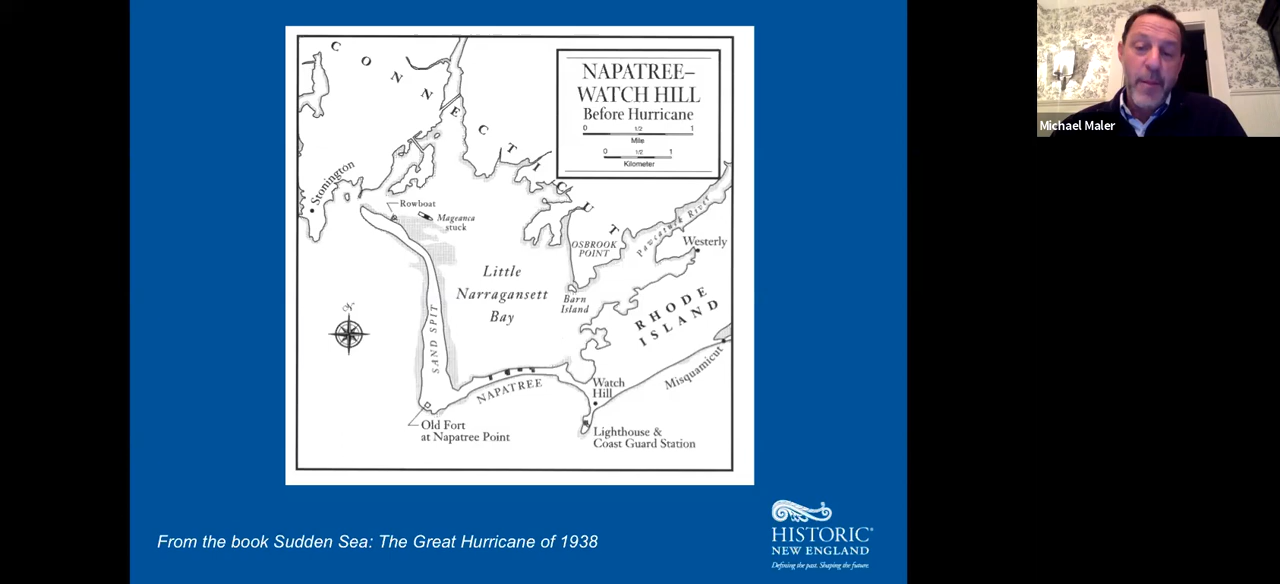 CONNECTICUT
NAPATREE–
WATCH HILL
Before Hurricane
0 1/2 1
Mile
0 1/2 1
Kilometer
Stonington
Rowboat
Mageanca
stuck
OSBROOK
POINT
Pawcatuck River
Westerly
Little
Narragansett
Bay
Barn
Island
RHODE
ISLAND
N
SAND SPIT
NAPATREE
Watch
Hill
Misquamicut
Old Fort
at Napatree Point
Lighthouse &
Coast Guard Station
From the book Sudden Sea: The Great Hurricane of 1938
HISTORIC®
NEW ENGLAND
Defining the past. Shaping the future.
Michael Maler